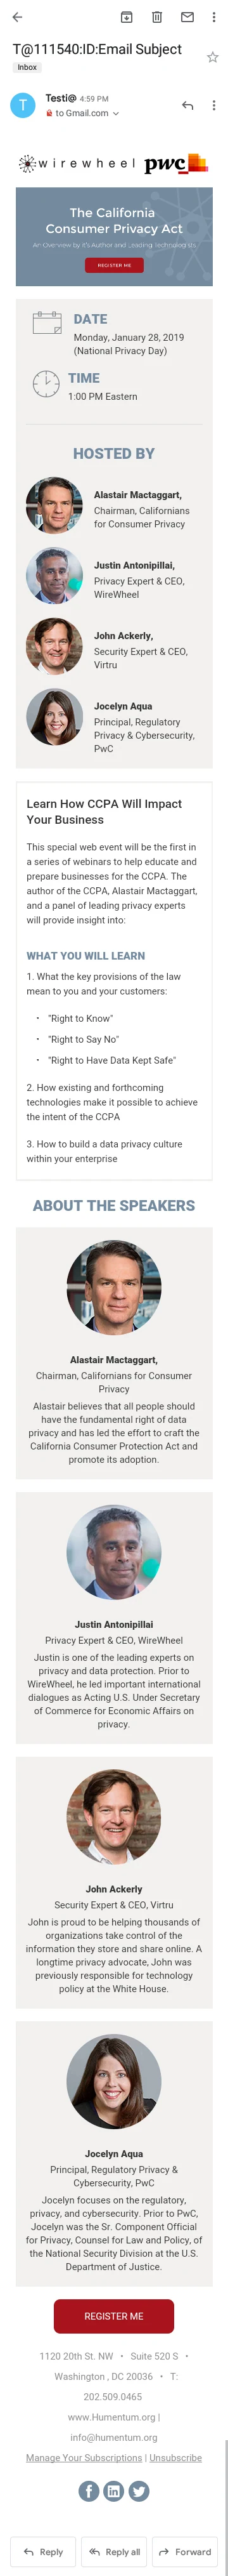 T@111540:ID:Email Subject
Inbox
T
Testi@ 4:59 PM
to Gmail.com
wirewheel pwc
The California
Consumer Privacy Act
An Overview by it's Author and Leading Technologists
REGISTER ME
DATE
Monday, January 28, 2019
(National Privacy Day)
TIME
1:00 PM Eastern
HOSTED BY
Alastair Mactaggart,
Chairman, Californians
for Consumer Privacy
Justin Antonipillai,
Privacy Expert & CEO,
WireWheel
John Ackerly,
Security Expert & CEO,
Virtru
Jocelyn Aqua
Principal, Regulatory
Privacy & Cybersecurity,
PwC
Learn How CCPA Will Impact
Your Business
This special web event will be the first in
a series of webinars to help educate and
prepare businesses for the CCPA. The
author of the CCPA, Alastair Mactaggart,
and a panel of leading privacy experts
will provide insight into:
WHAT YOU WILL LEARN
1. What the key provisions of the law
mean to you and your customers:
• "Right to Know"
• "Right to Say No"
• "Right to Have Data Kept Safe"
2. How existing and forthcoming
technologies make it possible to achieve
the intent of the CCPA
3. How to build a data privacy culture
within your enterprise
ABOUT THE SPEAKERS
Alastair Mactaggart,
Chairman, Californians for Consumer
Privacy
Alastair believes that all people should
have the fundamental right of data
privacy and has led the effort to craft the
California Consumer Protection Act and
promote its adoption.
Justin Antonipillai
Privacy Expert & CEO, WireWheel
Justin is one of the leading experts on
privacy and data protection. Prior to
WireWheel, he led important international
dialogues as Acting U.S. Under Secretary
of Commerce for Economic Affairs on
privacy.
John Ackerly
Security Expert & CEO, Virtru
John is proud to be helping thousands of
organizations take control of the
information they store and share online. A
longtime privacy advocate, John was
previously responsible for technology
policy at the White House.
Jocelyn Aqua
Principal, Regulatory Privacy &
Cybersecurity, PwC
Jocelyn focuses on the regulatory,
privacy, and cybersecurity. Prior to PwC,
Jocelyn was the Sr. Component Official
for Privacy, Counsel for Law and Policy, of
the National Security Division at the U.S.
Department of Justice.
REGISTER ME
1120 20th St. NW • Suite 520 S •
Washington , DC 20036 • T:
202.509.0465
www.Humentum.org |
info@humentum.org
Manage Your Subscriptions | Unsubscribe
Reply Reply all Forward